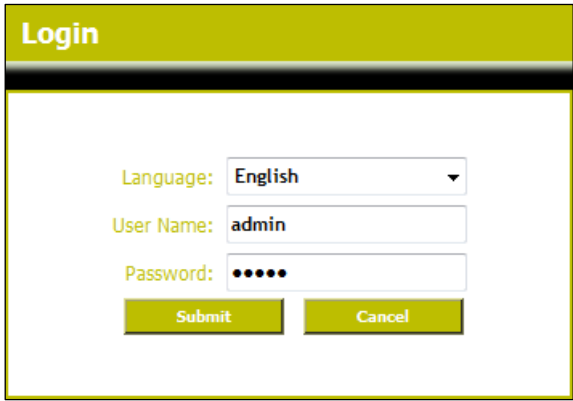 Login
Language: English
User Name: admin
Password: •••••
Submit Cancel